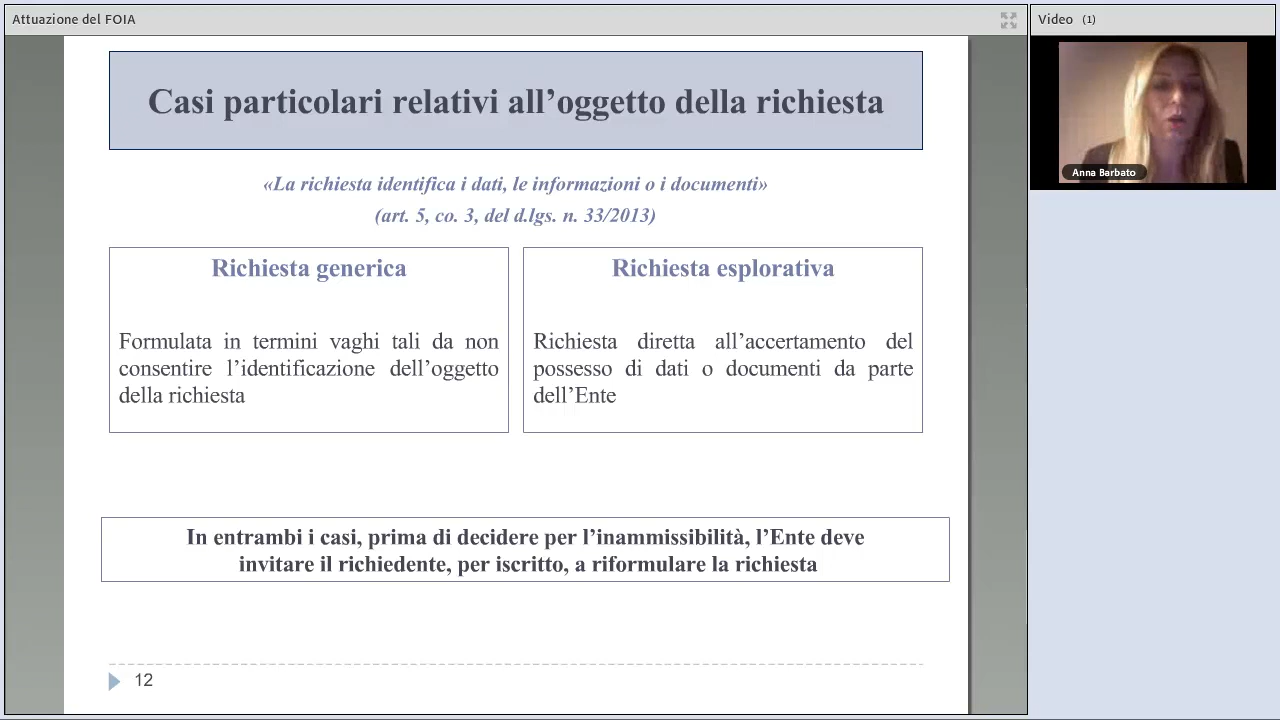 Attuazione del FOIA
Video (1)
Anna Barbato
Casi particolari relativi all’oggetto della richiesta
«La richiesta identifica i dati, le informazioni o i documenti»
(art. 5, co. 3, del d.lgs. n. 33/2013)
Richiesta generica
Formulata in termini vaghi tali da non
consentire l’identificazione dell’oggetto
della richiesta
Richiesta esplorativa
Richiesta diretta all’accertamento del
possesso di dati o documenti da parte
dell’Ente
In entrambi i casi, prima di decidere per l’inammissibilità, l’Ente deve
invitare il richiedente, per iscritto, a riformulare la richiesta
12